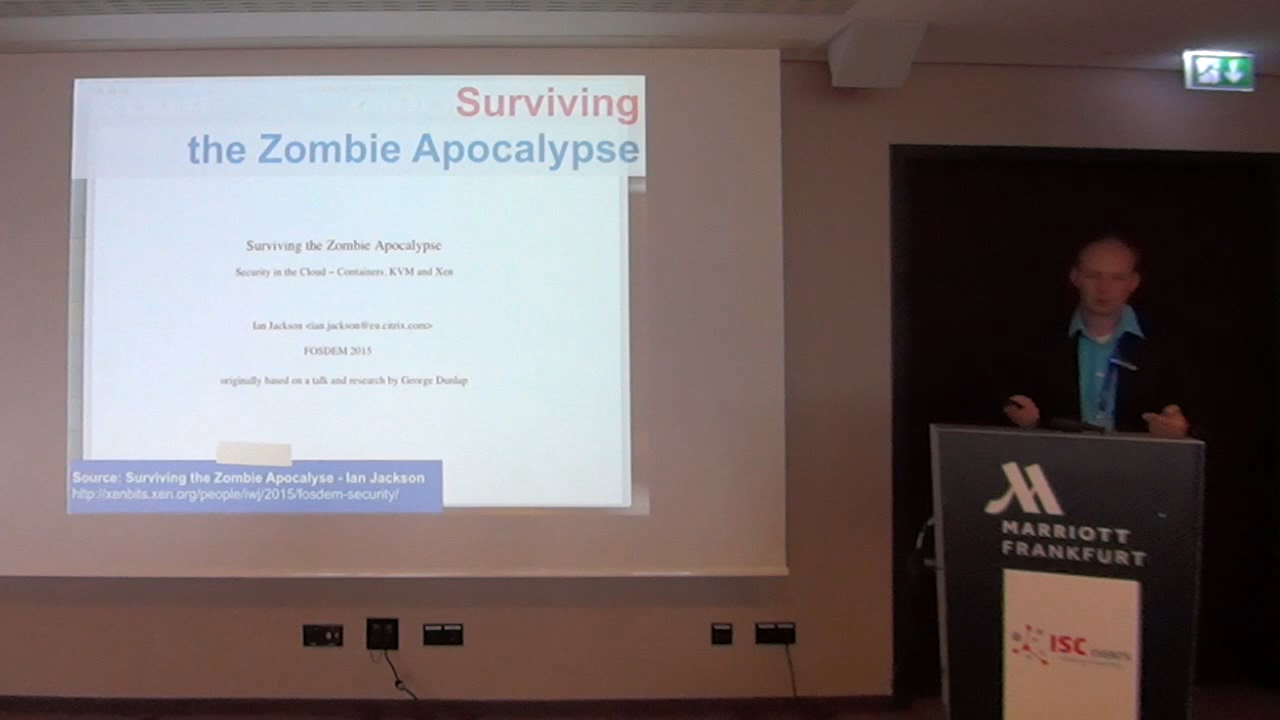 Surviving
the Zombie Apocalypse
Surviving the Zombie Apocalypse
Security in the Cloud – Containers, KVM and Xen
Ian Jackson <ian.jackson@eu.citrix.com>
FOSDEM 2015
originally based on a talk and research by George Dunlap
Source: Surviving the Zombie Apocalyse - Ian Jackson
http://xenbits.xen.org/people/iwj/2015/fosdem-security/
MARRIOTT
FRANKFURT
ISC